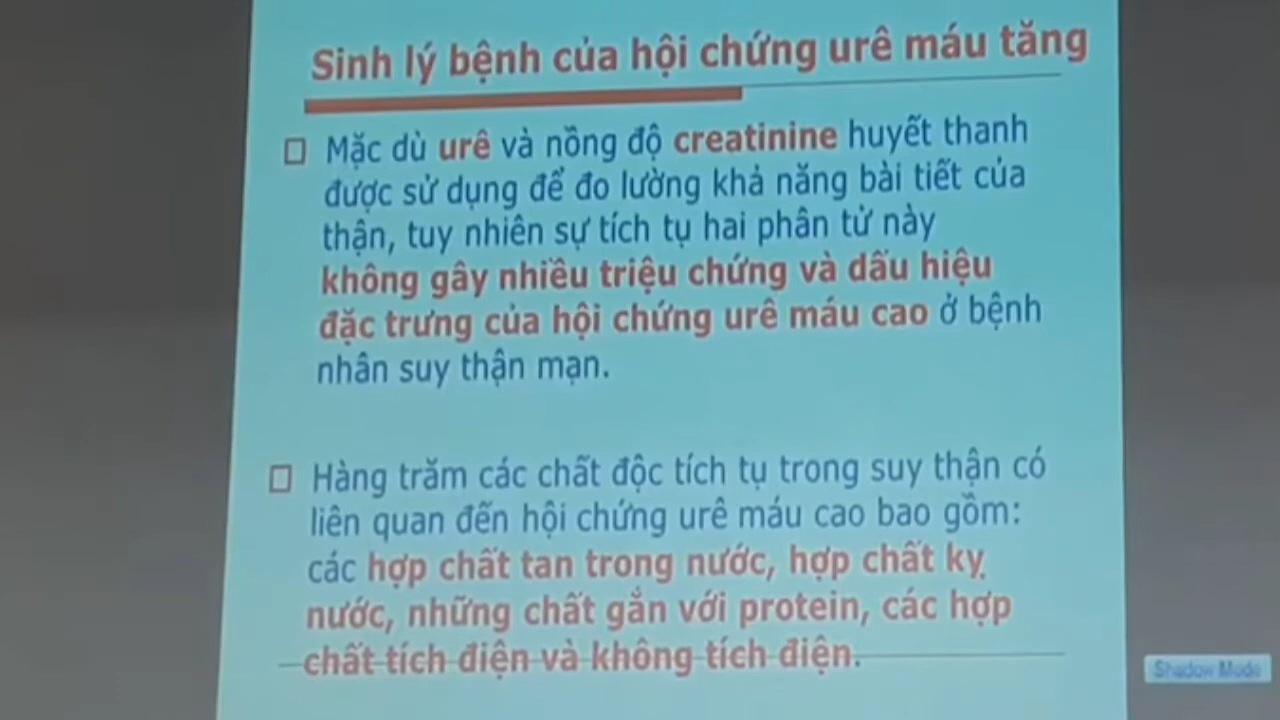 Sinh lý bệnh của hội chứng urê máu tăng
Mặc dù urê và nồng độ creatinine huyết thanh
được sử dụng để đo lường khả năng bài tiết của
thận, tuy nhiên sự tích tụ hai phân tử này
không gây nhiều triệu chứng và dấu hiệu
đặc trưng của hội chứng urê máu cao ở bệnh
nhân suy thận mạn.
Hàng trăm các chất độc tích tụ trong suy thận có
liên quan đến hội chứng urê máu cao bao gồm:
các hợp chất tan trong nước, hợp chất kỵ
nước, những chất gắn với protein, các hợp
chất tích điện và không tích điện.
Shadow Mode